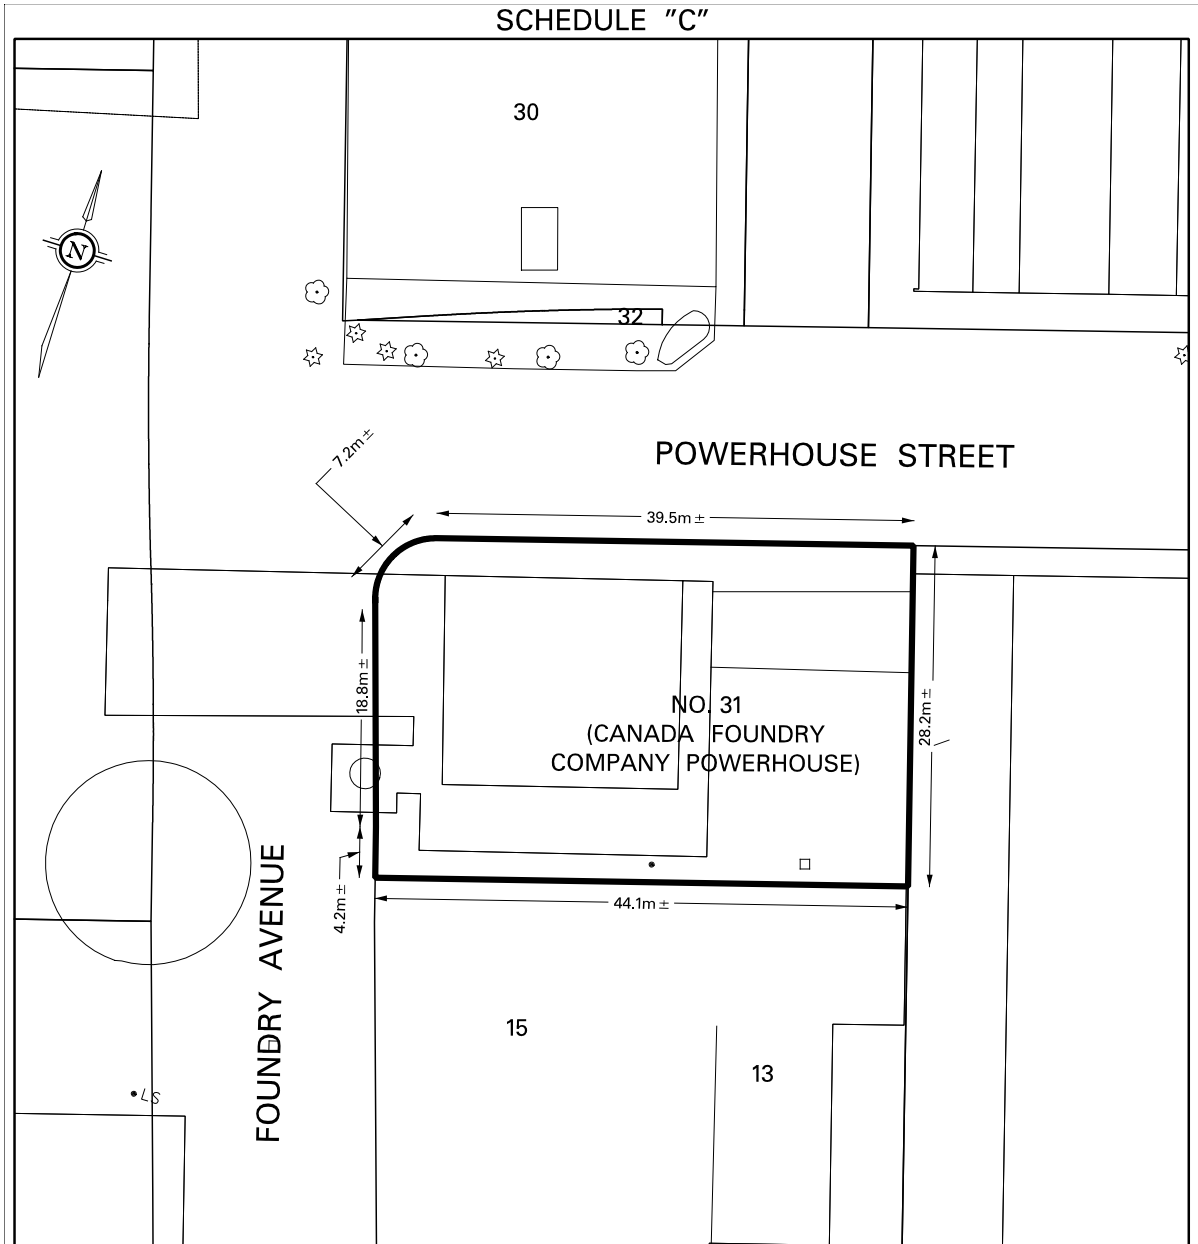 SCHEDULE "C"
30
N
32
7.2m±
POWERHOUSE STREET
39.5m±
18.8m±
NO. 31
(CANADA FOUNDRY
COMPANY POWERHOUSE)
28.2m±
4.2m±
44.1m±
FOUNDRY AVENUE
15
13
LS